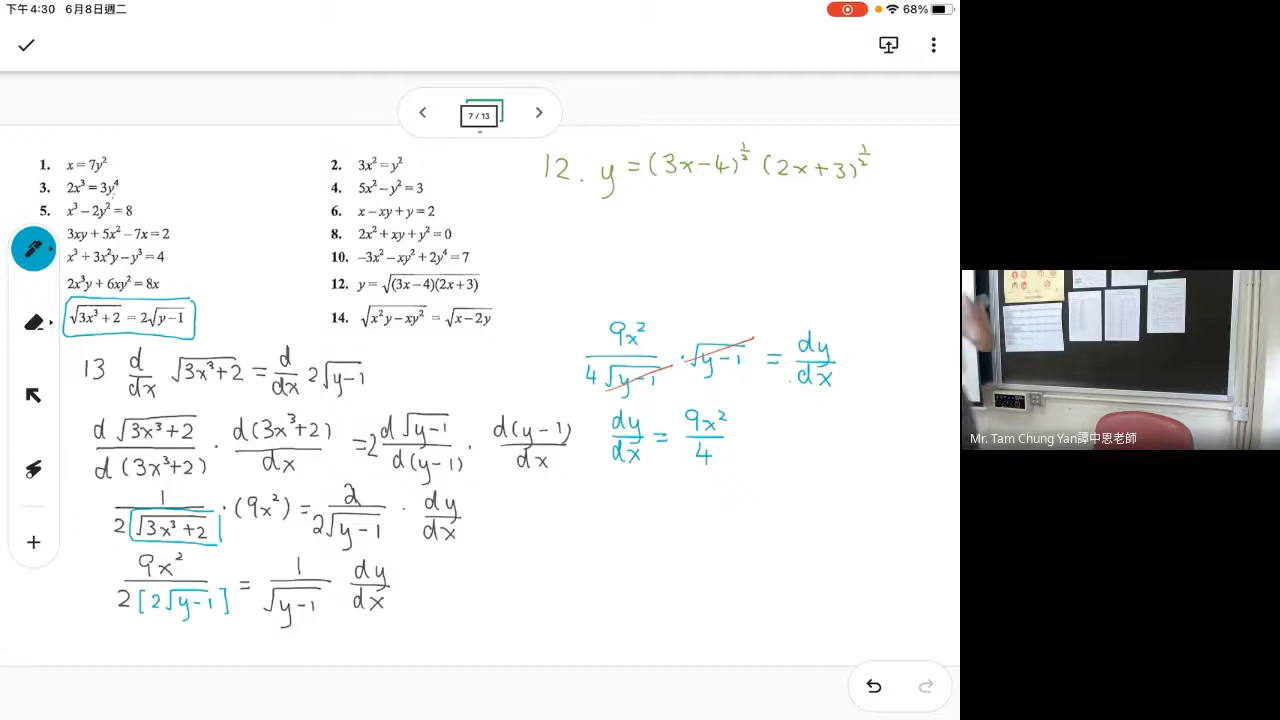 下午4:30 6月8日週二
68%
7 / 13
1. x = 7y²
2. 3x² = y²
3. 2x³ = 3y⁴
4. 5x² − y² = 3
5. x³ − 2y² = 8
6. x − xy + y = 2
3xy + 5x² − 7x = 2
8. 2x² + xy + y² = 0
x³ + 3x²y − y³ = 4
10. −3x² − xy² + 2y⁴ = 7
2x³y + 6xy² = 8x
12. y = √((3x − 4)(2x + 3))
√(3x³ + 2) = 2√(y − 1)
14. √(x²y − xy²) = √(x − 2y)
13 d/dx √(3x³+2) = d/dx 2√(y−1)
d√(3x³+2)/d(3x³+2) · d(3x³+2)/dx = 2 d√(y−1)/d(y−1) · d(y−1)/dx
1/(2√(3x³+2)) · (9x²) = 2/(2√(y−1)) · dy/dx
9x²/(2[2√(y−1)]) = 1/√(y−1) dy/dx
12. y = (3x−4)^½ (2x+3)^½
9x²/(4√(y−1)) · √(y−1) = dy/dx
dy/dx = 9x²/4
Mr. Tam Chung Yan譚中恩老師